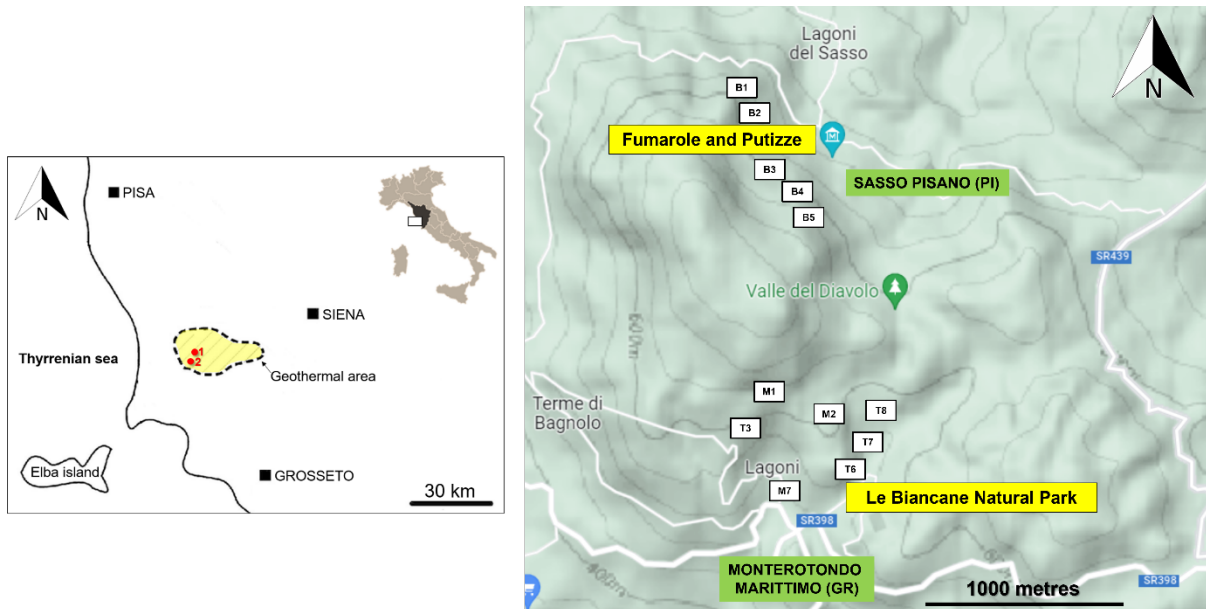 PISA
N
SIENA
1
2
Thyrrenian sea
Geothermal area
Elba island
GROSSETO
30 km
Lagoni
del Sasso
N
B1
B2
Fumarole and Putizze
M
B3
SASSO PISANO (PI)
B4
B5
SR439
Valle del Diavolo
600m
M1
Terme di
Bagnolo
M2
T8
T3
T7
Lagoni
T6
M7
Le Biancane Natural Park
SR398
MONTEROTONDO
MARITTIMO (GR)
400m
1000 metres
SR398